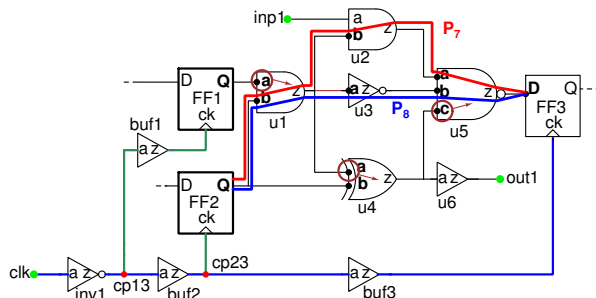 inp1 a b z u2 P7
D Q FF1 ck
a b z u1
a z u3
P8
a b c z u5
D Q FF3 ck
buf1 a z
D Q FF2 ck
a b z u4
a z u6 out1
clk a z inv1 cp13 a z buf2 cp23 a z buf3